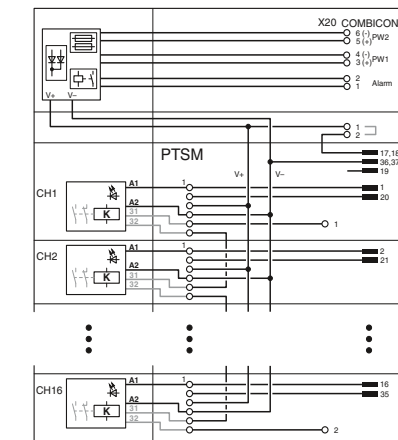 X20 COMBICON
6 (-)
5 (+) PW2
4 (-)
3 (+) PW1
2
1 Alarm
V+ V–
1
2
PTSM
17,18
36,37
19
V+ V–
CH1
A1 1
1
20
A2
31
32
K
1
CH2
A1 1
2
21
A2
31
32
K
CH16
A1 1
16
35
A2
31
32
K
2